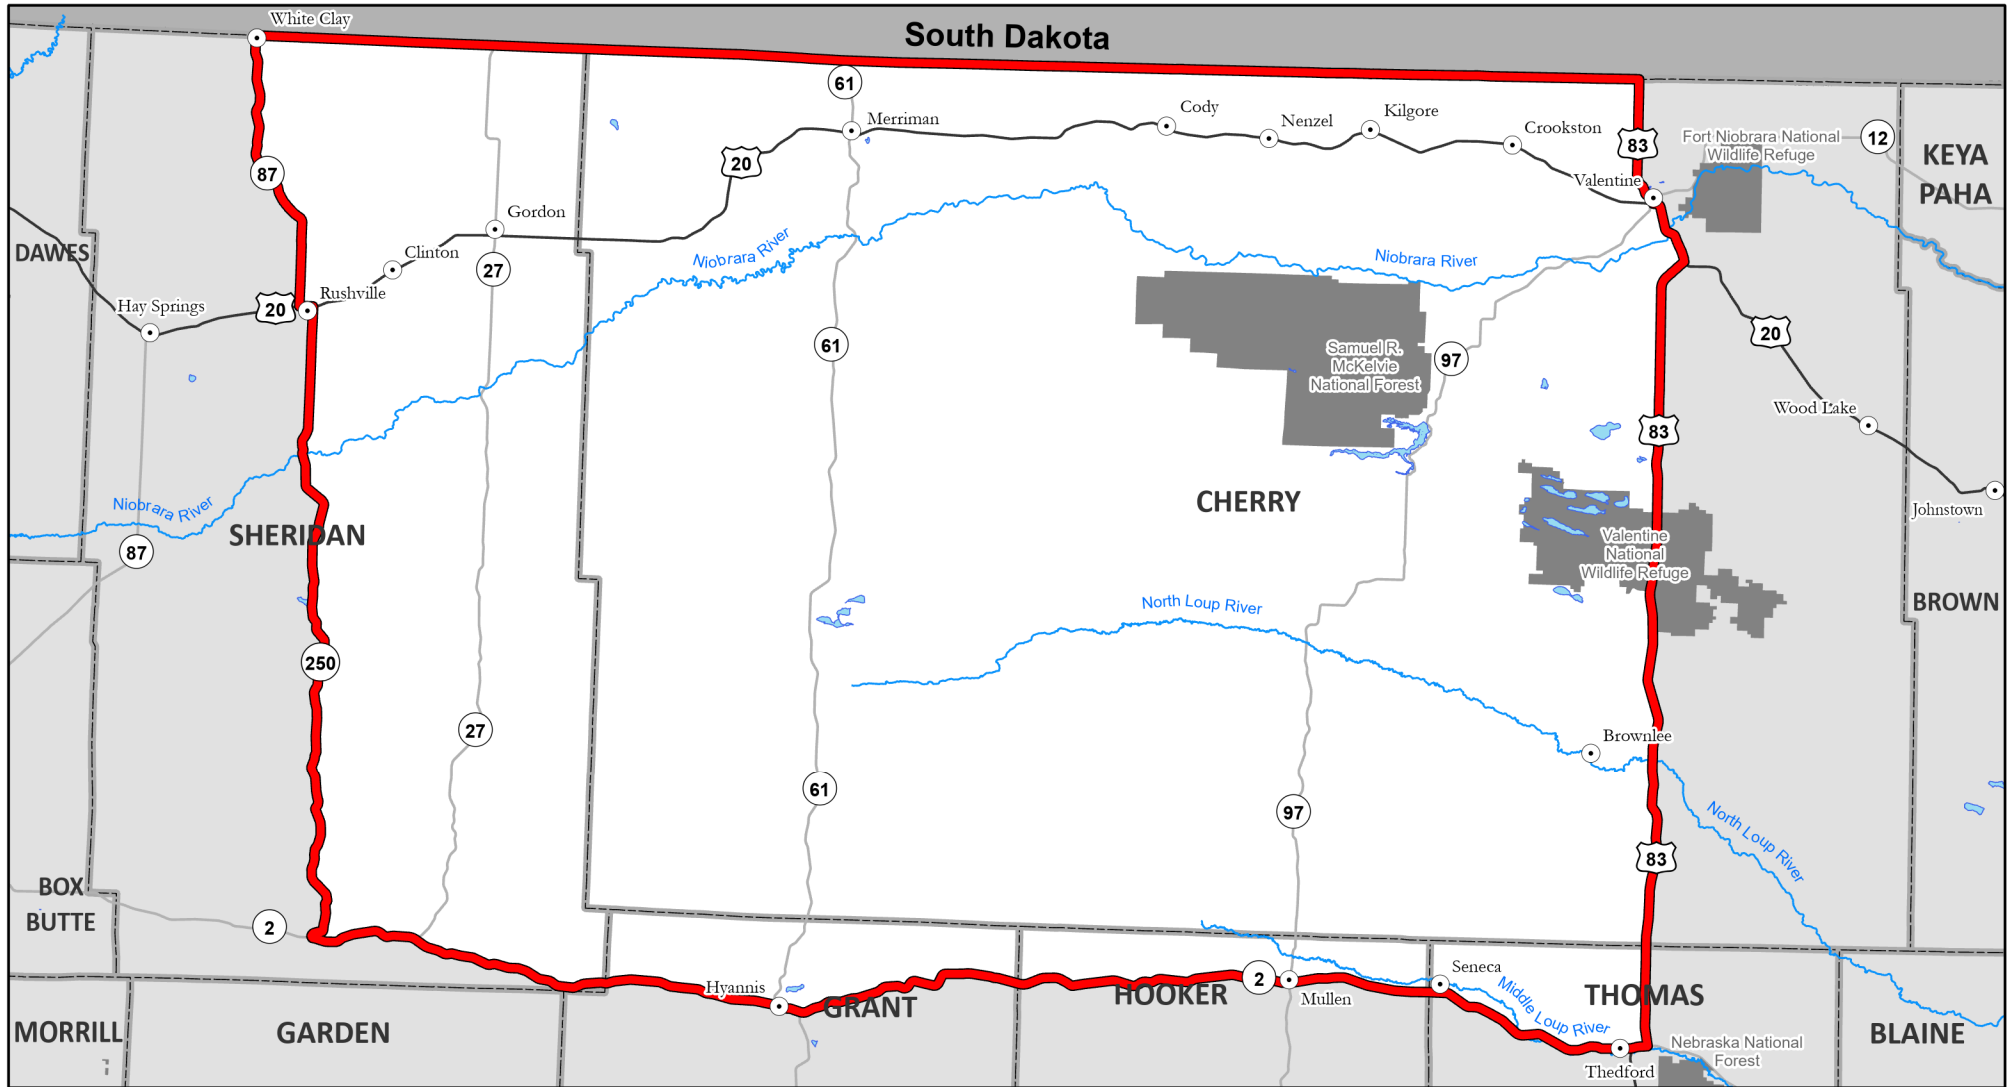 White Clay
South Dakota
61
Merriman
Cody
Nenzel
Kilgore
Crookston
83
Fort Niobrara National
Wildlife Refuge
12
KEYA
PAHA
20
87
Valentine
Gordon
DAWES
Clinton
27
Niobrara River
Niobrara River
Hay Springs
20
Rushville
61
Samuel R.
McKelvie
National Forest
97
20
Wood Lake
83
CHERRY
Niobrara River
SHERIDAN
Johnstown
87
Valentine
National
Wildlife Refuge
North Loup River
BROWN
250
27
Brownlee
61
97
North Loup River
83
BOX
BUTTE
2
Hyannis
GRANT
HOOKER
2
Mullen
Seneca
Middle Loup River
THOMAS
MORRILL
GARDEN
BLAINE
Nebraska National
Forest
Thedford